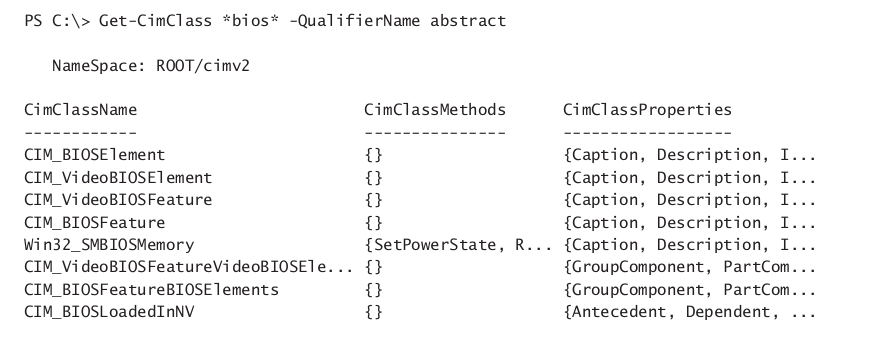 PS C:\> Get-CimClass *bios* -QualifierName abstract
NameSpace: ROOT/cimv2
CimClassName CimClassMethods CimClassProperties
------------ --------------- ------------------
CIM_BIOSElement {} {Caption, Description, I...
CIM_VideoBIOSElement {} {Caption, Description, I...
CIM_VideoBIOSFeature {} {Caption, Description, I...
CIM_BIOSFeature {} {Caption, Description, I...
Win32_SMBIOSMemory {SetPowerState, R... {Caption, Description, I...
CIM_VideoBIOSFeatureVideoBIOSEle... {} {GroupComponent, PartCom...
CIM_BIOSFeatureBIOSElements {} {GroupComponent, PartCom...
CIM_BIOSLoadedInNV {} {Antecedent, Dependent, ...